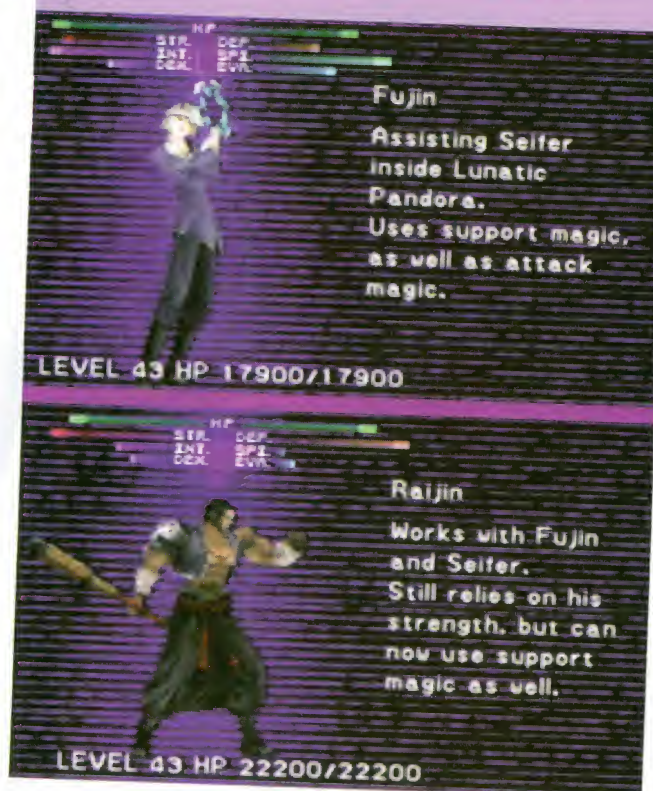 HP
STR. DEF.
INT. SPI.
DEX. EVA.
Fujin
Assisting Seifer
inside Lunatic
Pandora.
Uses support magic,
as well as attack
magic.
LEVEL 43 HP 17900/17900
HP
STR. DEF.
INT. SPI.
DEX. EVA.
Raijin
Works with Fujin
and Seifer.
Still relies on his
strength, but can
now use support
magic as well.
LEVEL 43 HP 22200/22200